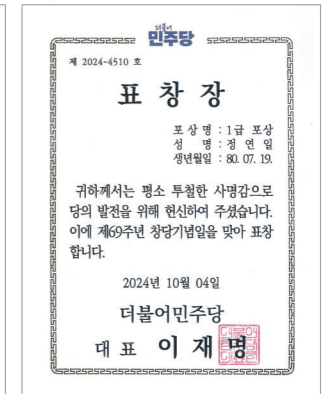 더불어
민주당
제 2024-4510 호
표 창 장
포 상 명 : 1급 포상
성 명 : 정 연 일
생년월일 : 80. 07. 19.
귀하께서는 평소 투철한 사명감으로
당의 발전을 위해 헌신하여 주셨습니다.
이에 제69주년 창당기념일을 맞아 표창
합니다.
2024년 10월 04일
더불어민주당
대 표 이 재 명